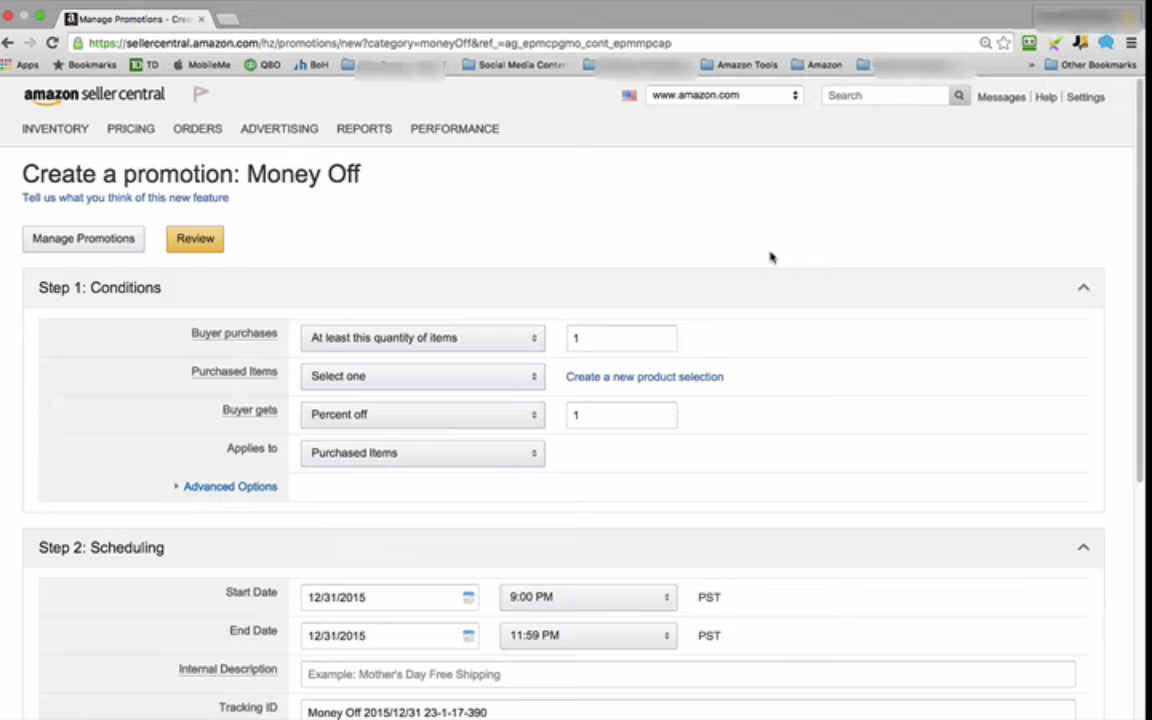 Manage Promotions - Crea
https://sellercentral.amazon.com/hz/promotions/new?category=moneyOff&ref_=ag_epmcpgmo_cont_epmmpcap
Apps Bookmarks TD MobileMe QBO BoH Social Media Conten Amazon Tools Amazon » Other Bookmarks
amazon seller central www.amazon.com Search Messages | Help | Settings
INVENTORY PRICING ORDERS ADVERTISING REPORTS PERFORMANCE
Create a promotion: Money Off
Tell us what you think of this new feature
Manage Promotions Review
Step 1: Conditions
Buyer purchases At least this quantity of items 1
Purchased Items Select one Create a new product selection
Buyer gets Percent off 1
Applies to Purchased Items
Advanced Options
Step 2: Scheduling
Start Date 12/31/2015 9:00 PM PST
End Date 12/31/2015 11:59 PM PST
Internal Description Example: Mother's Day Free Shipping
Tracking ID Money Off 2015/12/31 23-1-17-390